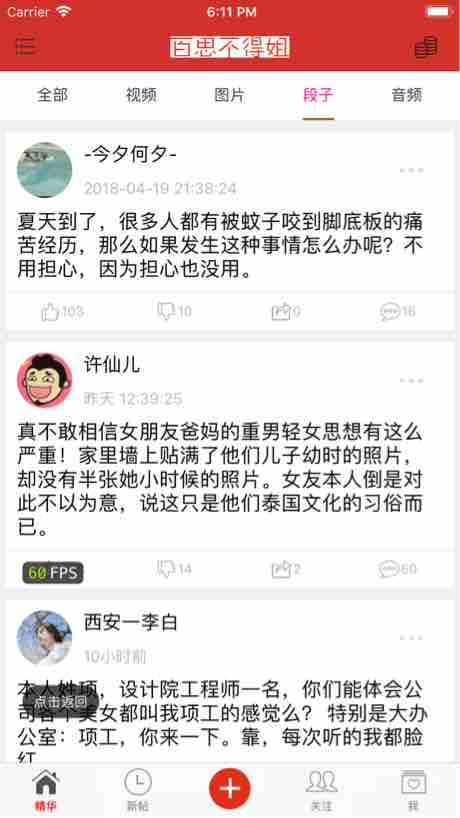 Carrier 6:11 PM
百思不得姐
全部 视频 图片 段子 音频
-今夕何夕-
2018-04-19 21:38:24
夏天到了，很多人都有被蚊子咬到脚底板的痛
苦经历，那么如果发生这种事情怎么办呢？不
用担心，因为担心也没用。
103 10 0 16
许仙儿
昨天 12:39:25
真不敢相信女朋友爸妈的重男轻女思想有这么
严重！家里墙上贴满了他们儿子幼时的照片，
却没有半张她小时候的照片。女友本人倒是对
此不以为意，说这只是他们泰国文化的习俗而
已。
60 FPS 14 2 60
西安一李白
10小时前
本人姓项，设计院工程师一名，你们能体会公
司各个美女都叫我项工的感觉么？ 特别是大办
点击返回
公室：项工，你来一下。靠，每次听的我都脸
红
精华 新帖 关注 我